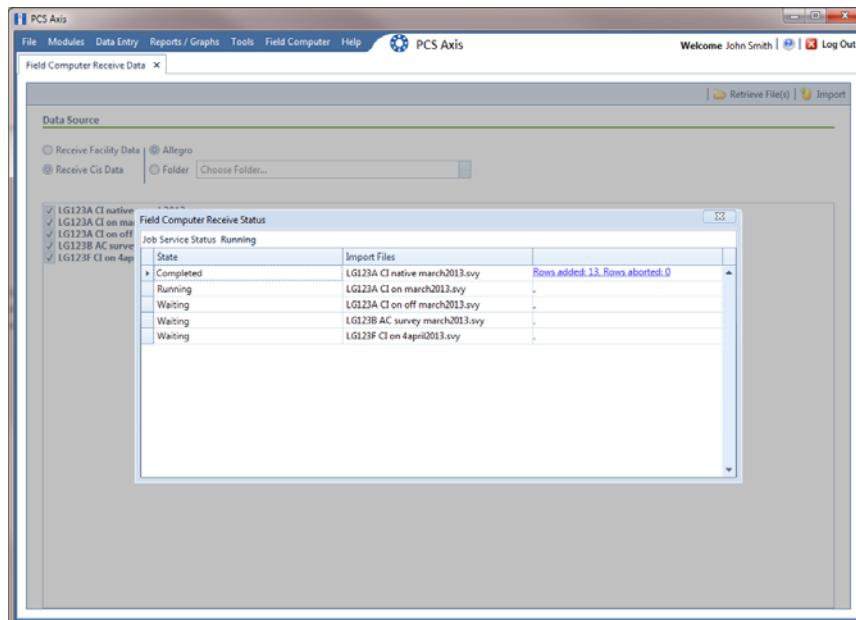 PCS Axis
File Modules Data Entry Reports / Graphs Tools Field Computer Help PCS Axis Welcome John Smith Log Out
Field Computer Receive Data
Retrieve File(s) Import
Data Source
Receive Facility Data Allegro
Receive Cis Data Folder Choose Folder...
LG123A CI native
LG123A CI on ma
LG123A CI on off
LG123B AC surve
LG123F CI on 4ap
Field Computer Receive Status
Job Service Status Running
State Import Files
Completed LG123A CI native march2013.svy Rows added: 13, Rows aborted: 0
Running LG123A CI on march2013.svy .
Waiting LG123A CI on off march2013.svy .
Waiting LG123B AC survey march2013.svy .
Waiting LG123F CI on 4april2013.svy .